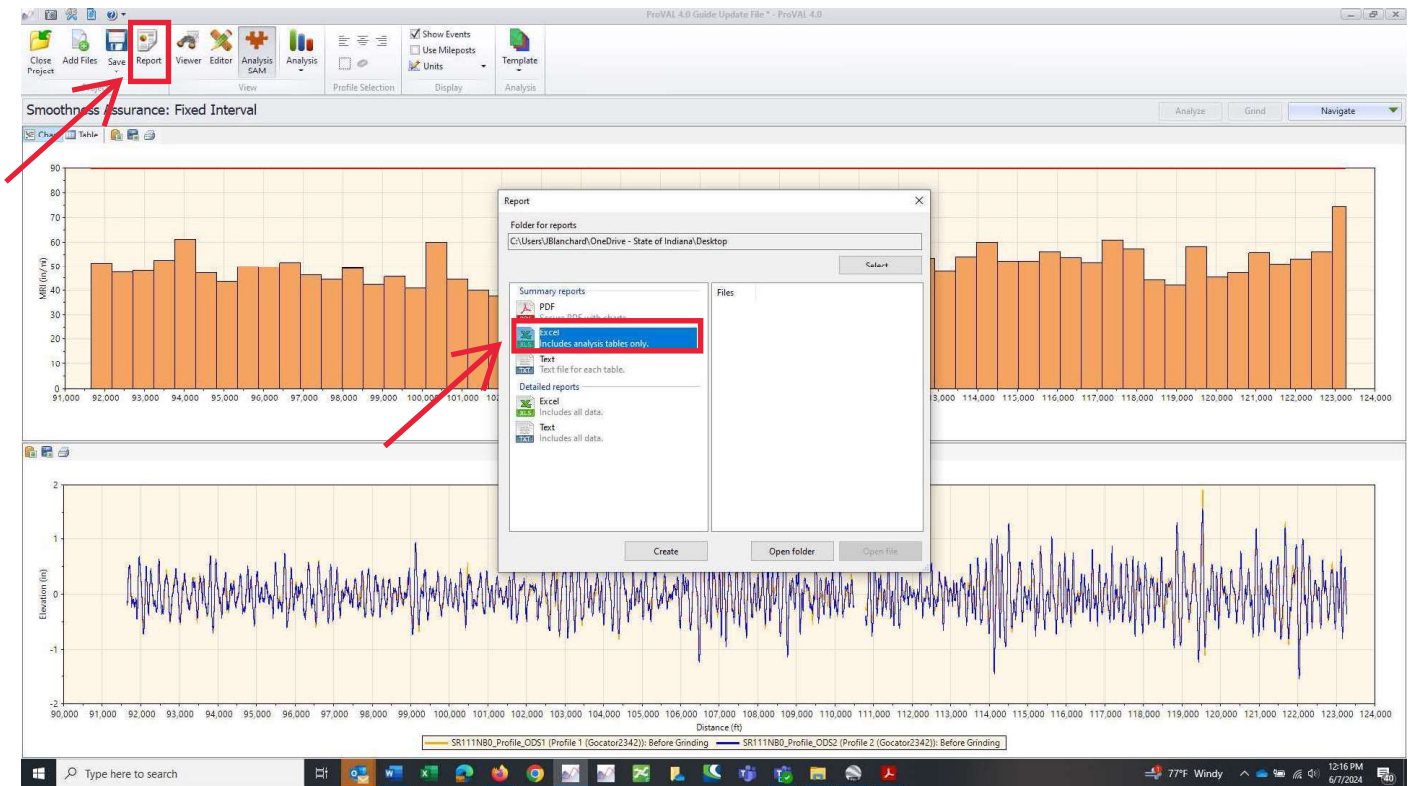 ProVAL 4.0 Guide Update File * - ProVAL 4.0
Close Project
Add Files
Save
Report
Viewer
Editor
Analysis SAM
Analysis
Show Events
Use Mileposts
Units
Template
View
Profile Selection
Display
Analysis
Smoothness Assurance: Fixed Interval
Analyze
Grind
Navigate
Table
MRI (in/mi)
90
80
70
60
50
40
30
20
10
0
91,000 92,000 93,000 94,000 95,000 96,000 97,000 98,000 99,000 100,000 101,000
114,000 115,000 116,000 117,000 118,000 119,000 120,000 121,000 122,000 123,000 124,000
Report
Folder for reports
C:\Users\JBlanchard\OneDrive - State of Indiana\Desktop
Select
Summary reports
PDF
Secure PDF with charts.
Excel
Includes analysis tables only.
Text
Text file for each table.
Detailed reports
Excel
Includes all data.
Text
Includes all data.
Files
Create
Open folder
Open file
Elevation (in)
2
1
0
-1
-2
90,000 91,000 92,000 93,000 94,000 95,000 96,000 97,000 98,000 99,000 100,000 101,000 102,000 103,000 104,000 105,000 106,000 107,000 108,000 109,000 110,000 111,000 112,000 113,000 114,000 115,000 116,000 117,000 118,000 119,000 120,000 121,000 122,000 123,000 124,000
Distance (ft)
SR111NB0_Profile_ODS1 (Profile 1 (Gocator2342)): Before Grinding
SR111NB0_Profile_ODS2 (Profile 2 (Gocator2342)): Before Grinding
Type here to search
77°F Windy
12:16 PM
6/7/2024
40